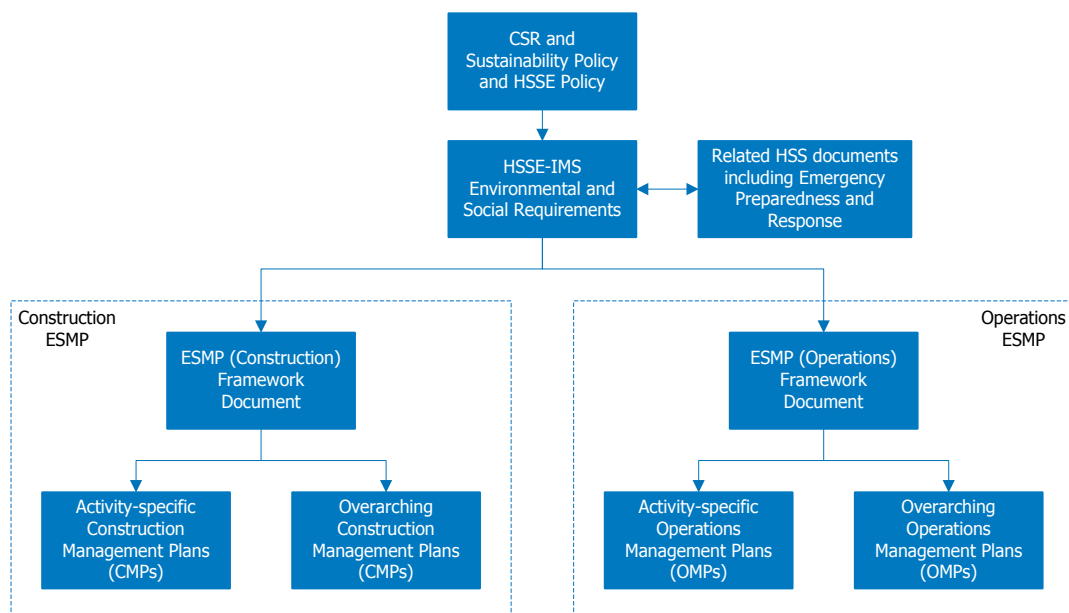 CSR and
Sustainability Policy
and HSSE Policy
HSSE-IMS
Environmental and
Social Requirements
Related HSS documents
including Emergency
Preparedness and
Response
Construction
ESMP
Operations
ESMP
ESMP (Construction)
Framework
Document
ESMP (Operations)
Framework
Document
Activity-specific
Construction
Management Plans
(CMPs)
Overarching
Construction
Management Plans
(CMPs)
Activity-specific
Operations
Management Plans
(OMPs)
Overarching
Operations
Management Plans
(OMPs)